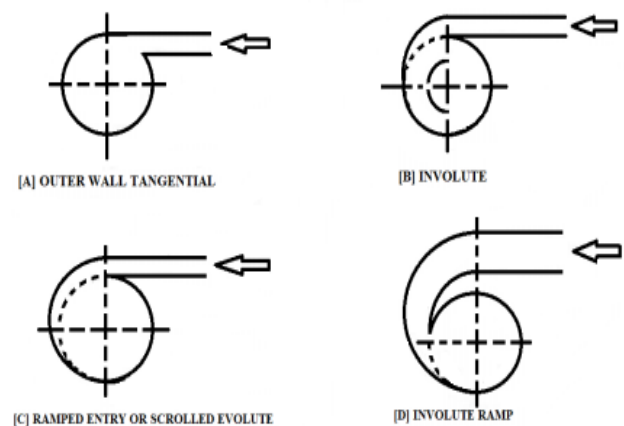 [A] OUTER WALL TANGENTIAL
[B] INVOLUTE
[C] RAMPED ENTRY OR SCROLLED EVOLUTE
[D] INVOLUTE RAMP